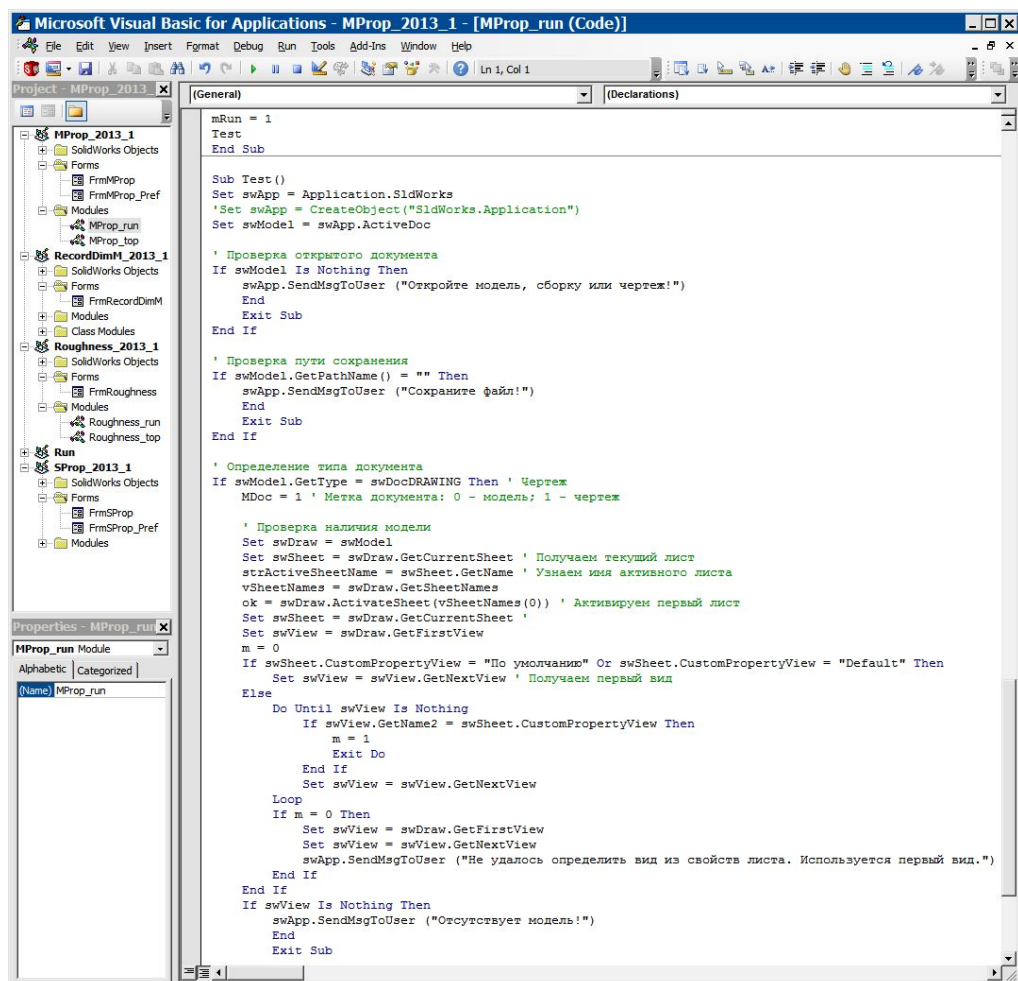 Microsoft Visual Basic for Applications - MProp_2013_1 - [MProp_run (Code)]
File Edit View Insert Format Debug Run Tools Add-Ins Window Help
Ln 1, Col 1
Project - MProp_2013_
MProp_2013_1
SolidWorks Objects
Forms
FrmMProp
FrmMProp_Pref
Modules
MProp_run
MProp_top
RecordDimM_2013_1
SolidWorks Objects
Forms
FrmRecordDimM
Modules
Class Modules
Roughness_2013_1
SolidWorks Objects
Forms
FrmRoughness
Modules
Roughness_run
Roughness_top
Run
SProp_2013_1
SolidWorks Objects
Forms
FrmSProp
FrmSProp_Pref
Modules
Properties - MProp_run
MProp_run Module
Alphabetic Categorized
(Name) MProp_run
(General) (Declarations)
mRun = 1
Test
End Sub
Sub Test()
Set swApp = Application.SldWorks
'Set swApp = CreateObject("SldWorks.Application")
Set swModel = swApp.ActiveDoc
' Проверка открытого документа
If swModel Is Nothing Then
swApp.SendMsgToUser ("Откройте модель, сборку или чертеж!")
End
Exit Sub
End If
' Проверка пути сохранения
If swModel.GetPathName() = "" Then
swApp.SendMsgToUser ("Сохраните файл!")
End
Exit Sub
End If
' Определение типа документа
If swModel.GetType = swDocDRAWING Then ' Чертеж
MDoc = 1 ' Метка документа: 0 - модель; 1 - чертеж
' Проверка наличия модели
Set swDraw = swModel
Set swSheet = swDraw.GetCurrentSheet ' Получаем текущий лист
strActiveSheetName = swSheet.GetName ' Узнаем имя активного листа
vSheetNames = swDraw.GetSheetNames
ok = swDraw.ActivateSheet(vSheetNames(0)) ' Активируем первый лист
Set swSheet = swDraw.GetCurrentSheet '
Set swView = swDraw.GetFirstView
m = 0
If swSheet.CustomPropertyView = "По умолчанию" Or swSheet.CustomPropertyView = "Default" Then
Set swView = swView.GetNextView ' Получаем первый вид
Else
Do Until swView Is Nothing
If swView.GetName2 = swSheet.CustomPropertyView Then
m = 1
Exit Do
End If
Set swView = swView.GetNextView
Loop
If m = 0 Then
Set swView = swDraw.GetFirstView
Set swView = swView.GetNextView
swApp.SendMsgToUser ("Не удалось определить вид из свойств листа. Используется первый вид.")
End If
End If
If swView Is Nothing Then
swApp.SendMsgToUser ("Отсутствует модель!")
End
Exit Sub